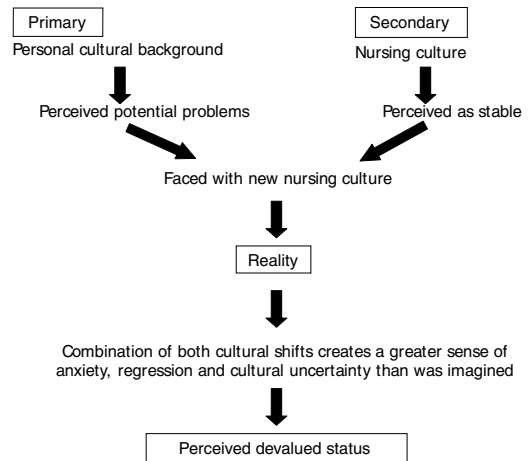 Primary
Secondary
Personal cultural background
Nursing culture
Perceived potential problems
Perceived as stable
Faced with new nursing culture
Reality
Combination of both cultural shifts creates a greater sense of
anxiety, regression and cultural uncertainty than was imagined
Perceived devalued status